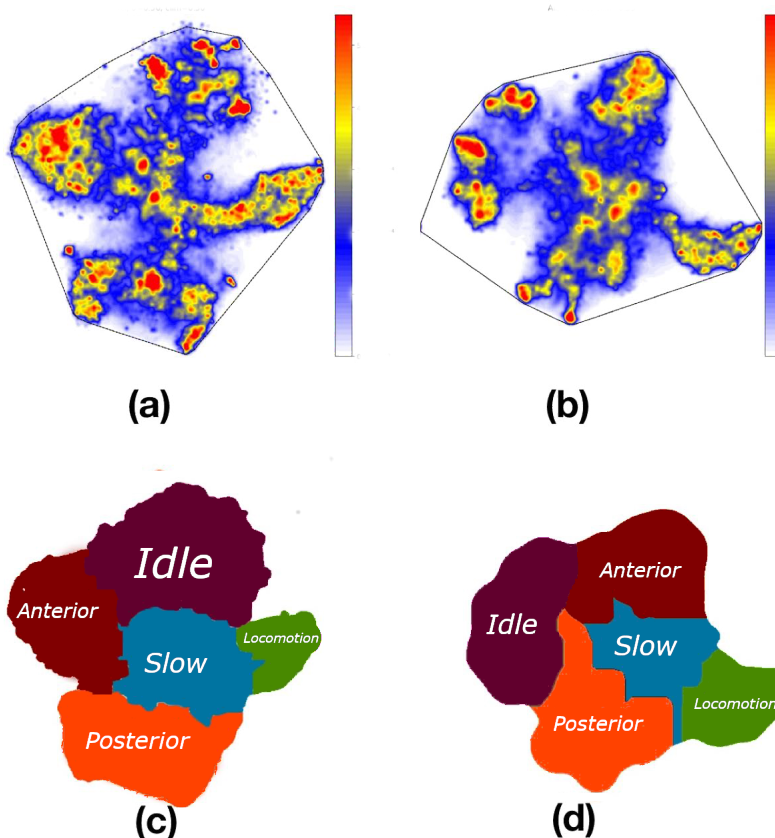 (a)
(b)
Idle
Anterior
Slow
Locomotion
Posterior
(c)
Anterior
Idle
Slow
Locomotion
Posterior
(d)